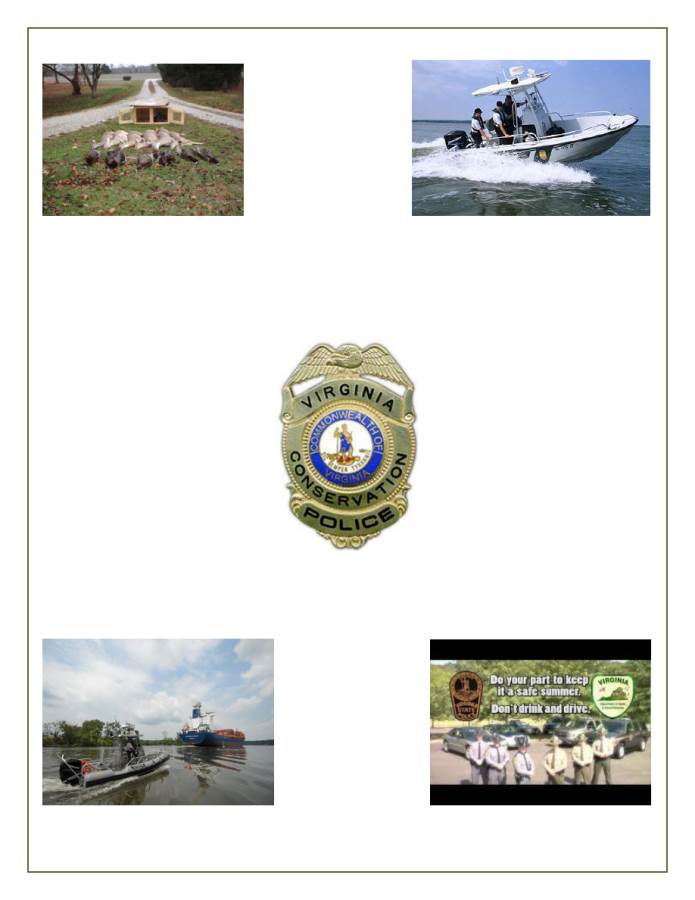 VIRGINIA
COMMONWEALTH OF
VIRGINIA
CONSERVATION
POLICE
Do your part to keep
it a safe summer.
Don't drink and drive.
STATE
VIRGINIA